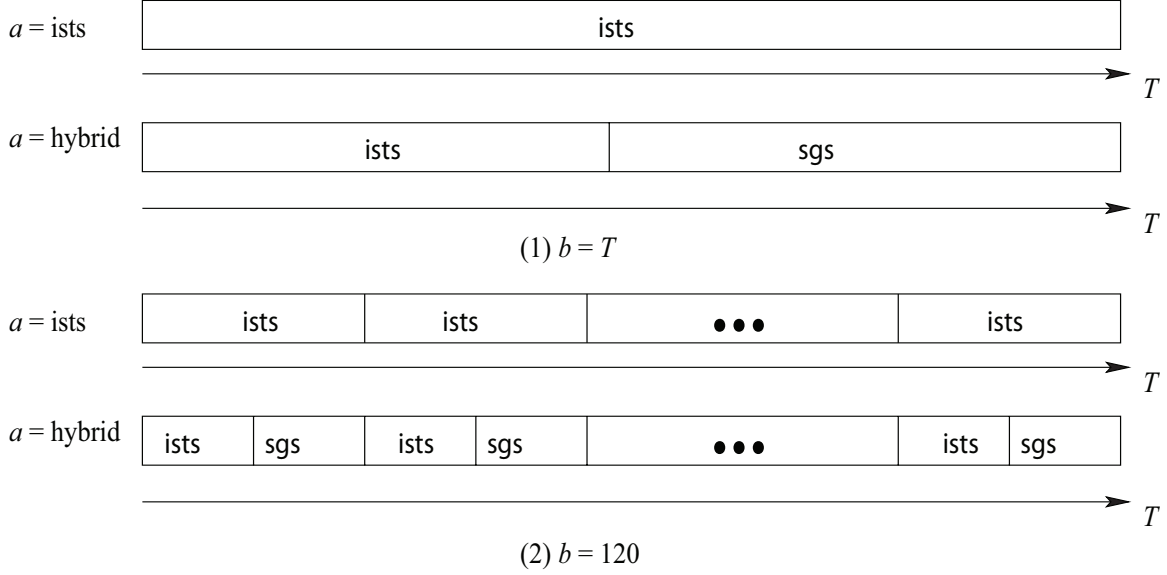 a = ists ists
T
a = hybrid ists sgs
T
(1) b = T
a = ists ists ists ••• ists
T
a = hybrid ists sgs ists sgs ••• ists sgs
T
(2) b = 120